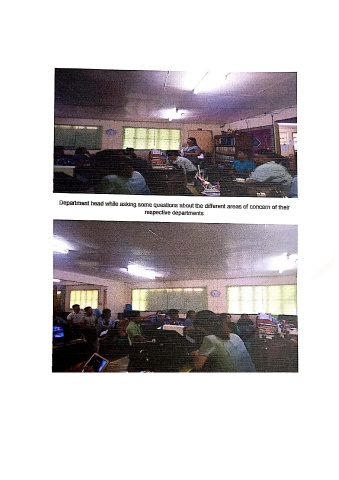 Department head while asking some questions about the different areas of concern of their
respective departments